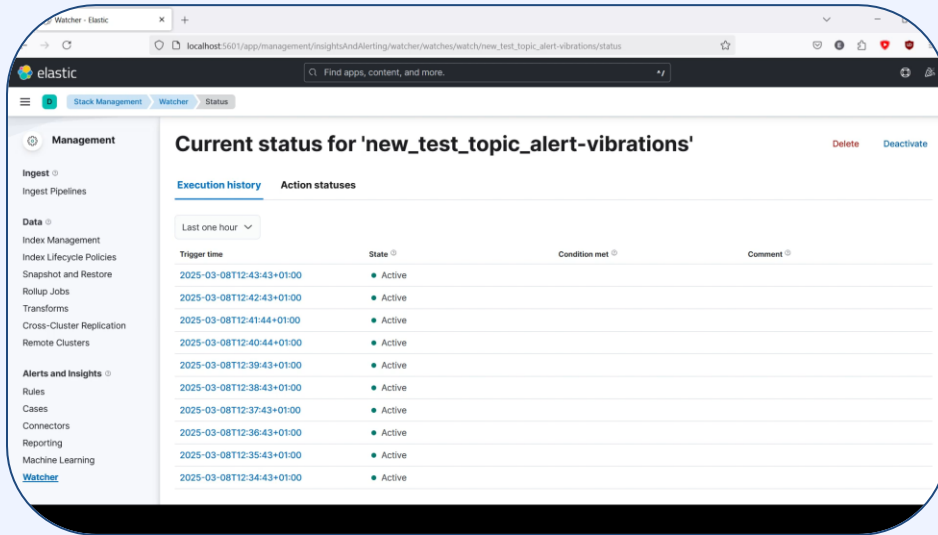 Watcher - Elastic
localhost:5601/app/management/insightsAndAlerting/watcher/watches/watch/new_test_topic_alert-vibrations/status
elastic
Find apps, content, and more.
D
Stack Management
Watcher
Status
Management
Ingest
Ingest Pipelines
Data
Index Management
Index Lifecycle Policies
Snapshot and Restore
Rollup Jobs
Transforms
Cross-Cluster Replication
Remote Clusters
Alerts and Insights
Rules
Cases
Connectors
Reporting
Machine Learning
Watcher
Current status for 'new_test_topic_alert-vibrations'
Delete Deactivate
Execution history Action statuses
Last one hour
Trigger time State Condition met Comment
2025-03-08T12:43:43+01:00 Active
2025-03-08T12:42:43+01:00 Active
2025-03-08T12:41:44+01:00 Active
2025-03-08T12:40:44+01:00 Active
2025-03-08T12:39:43+01:00 Active
2025-03-08T12:38:43+01:00 Active
2025-03-08T12:37:43+01:00 Active
2025-03-08T12:36:43+01:00 Active
2025-03-08T12:35:43+01:00 Active
2025-03-08T12:34:43+01:00 Active